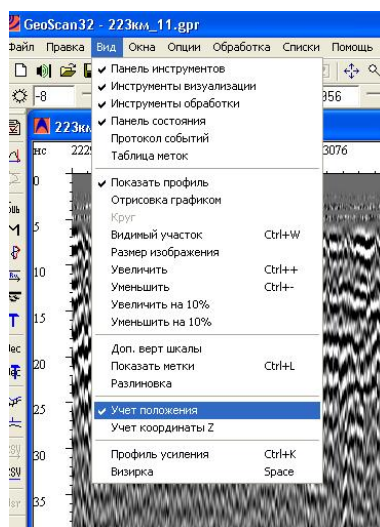 GeoScan32 - 223км_11.gpr
Файл Правка Вид Окна Опции Обработка Списки Помощь
✓ Панель инструментов
-8
✓ Инструменты визуализации
✓ Инструменты обработки
✓ Панель состояния
Протокол событий
Таблица меток
✓ Показать профиль
Отрисовка графиком
Круг
Видимый участок Ctrl+W
Размер изображения
Увеличить Ctrl++
Уменьшить Ctrl+-
Увеличить на 10%
Уменьшить на 10%
Доп. верт шкалы
Показать метки Ctrl+L
Разлиновка
✓ Учет положения
Учет координаты Z
Профиль усиления Ctrl+K
Визирка Space
нс
3076
0
5
10
15
20
25
30
35